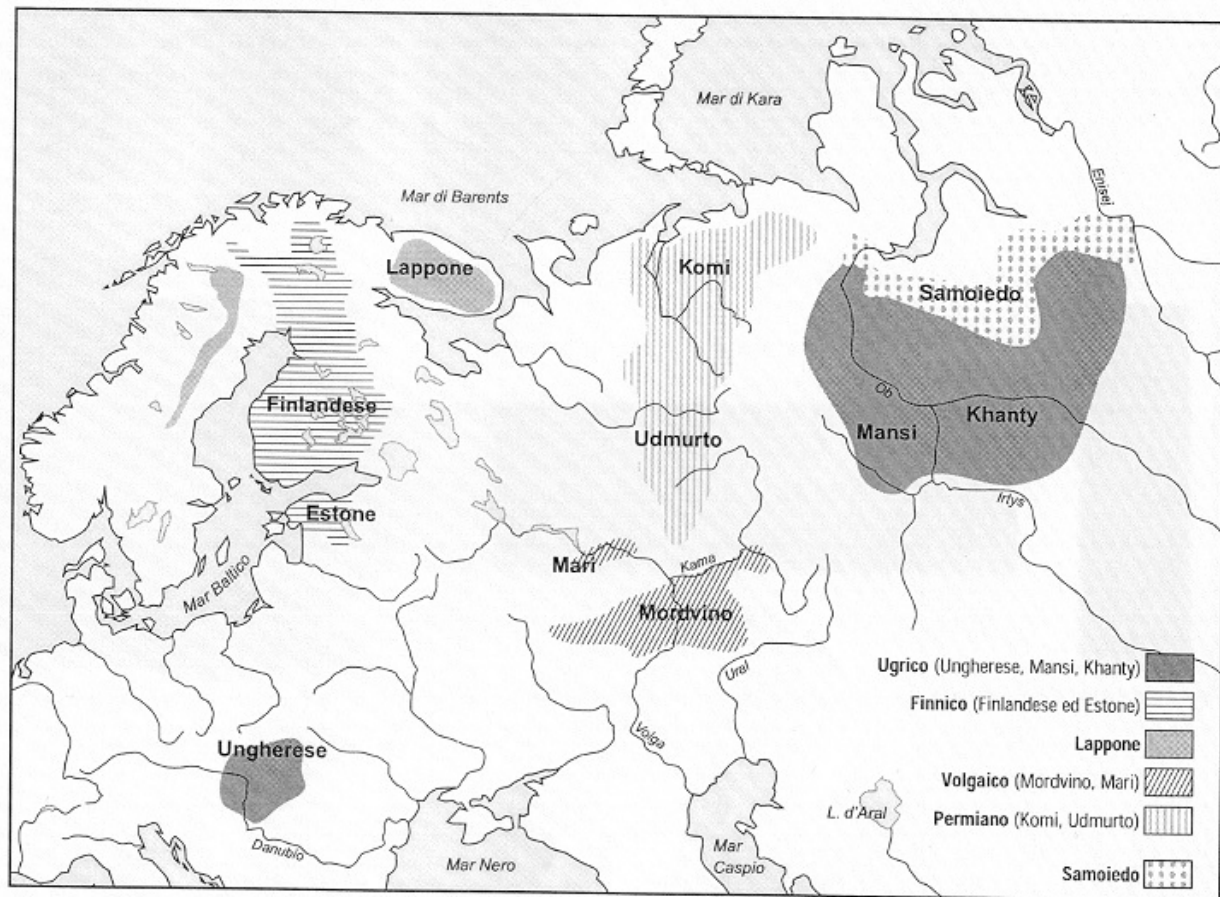 Mar di Kara
Enisej
Mar di Barents
Lappone
Komi
Samoiedo
Finlandese
Ob
Khanty
Mansi
Udmurto
Irtys
Estone
Mari
Kama
Mar Baltico
Mordvino
Ural
Ugrico (Ungherese, Mansi, Khanty)
Finnico (Finlandese ed Estone)
Volga
Ungherese
Lappone
Volgaico (Mordvino, Mari)
L. d'Aral
Permiano (Komi, Udmurto)
Danubio
Mar
Caspio
Mar Nero
Samoiedo